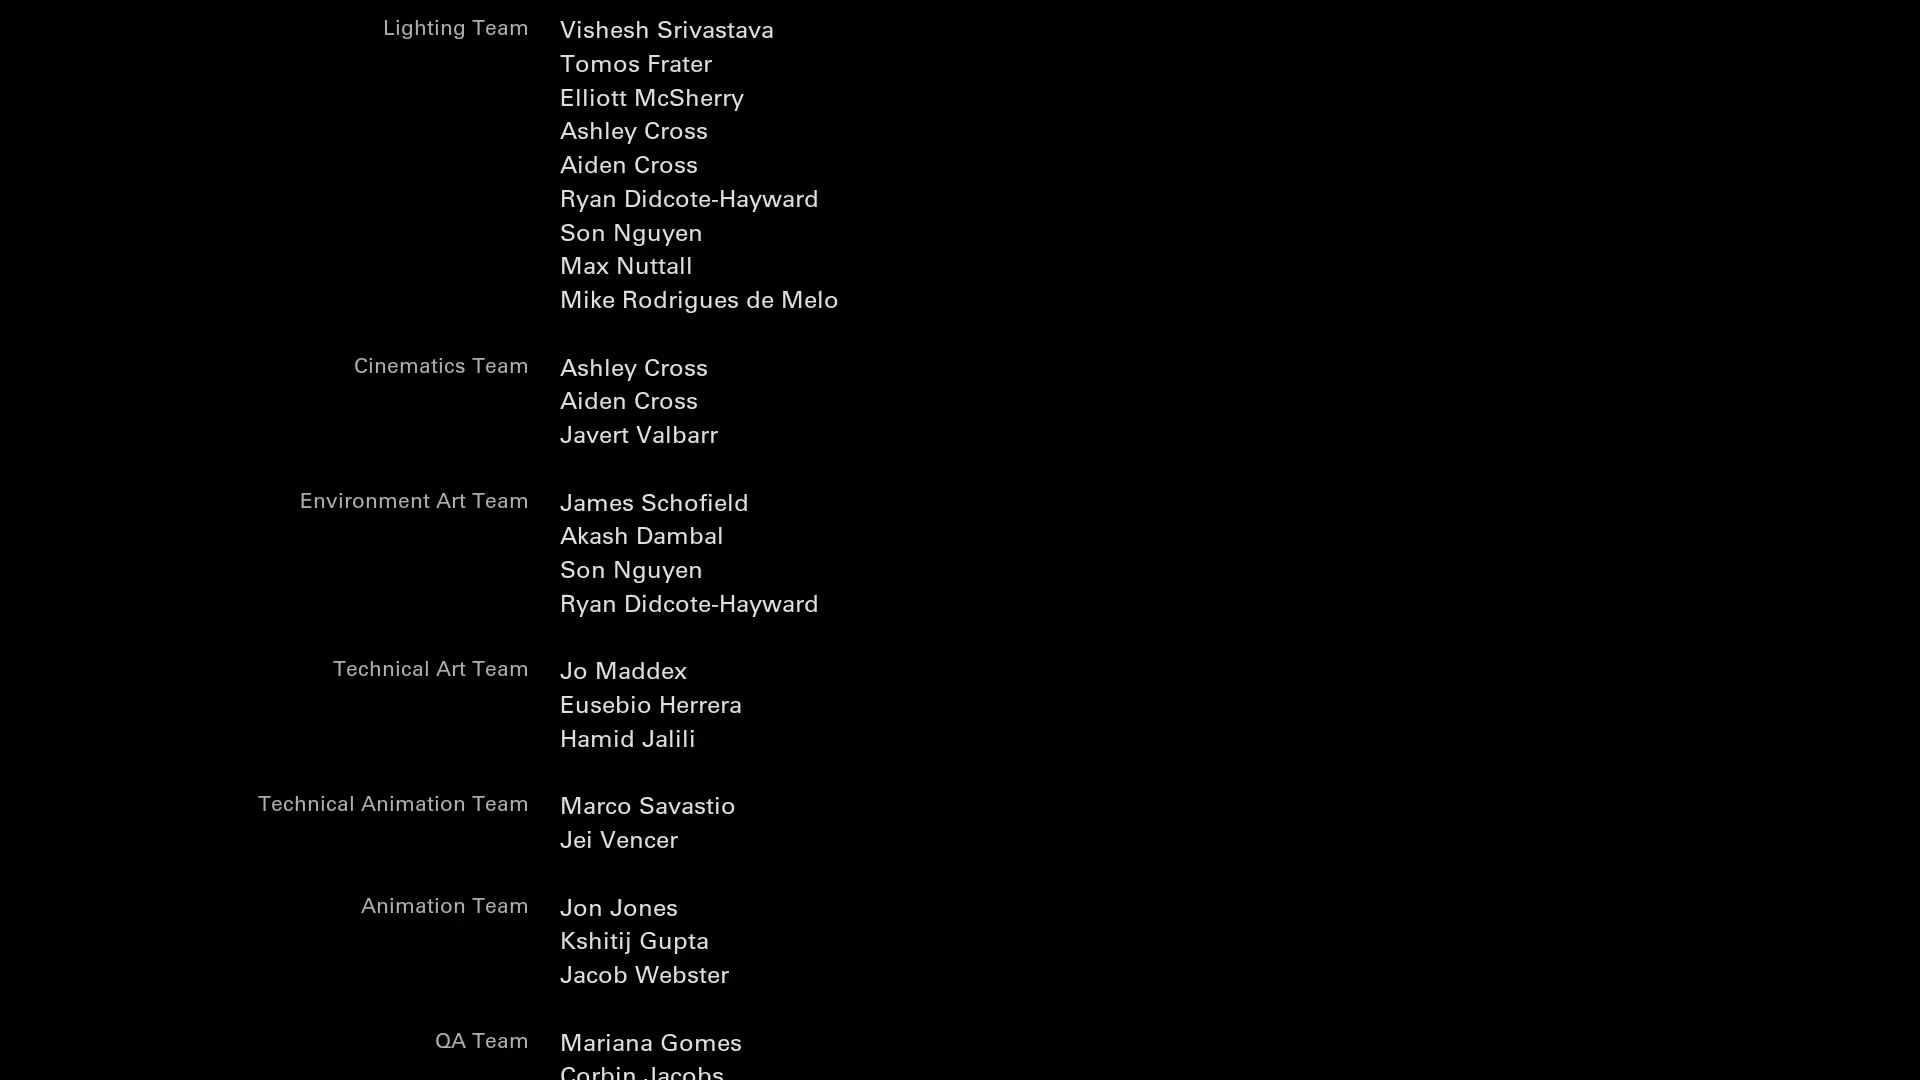 Lighting Team Vishesh Srivastava
Tomos Frater
Elliott McSherry
Ashley Cross
Aiden Cross
Ryan Didcote-Hayward
Son Nguyen
Max Nuttall
Mike Rodrigues de Melo
Cinematics Team Ashley Cross
Aiden Cross
Javert Valbarr
Environment Art Team James Schofield
Akash Dambal
Son Nguyen
Ryan Didcote-Hayward
Technical Art Team Jo Maddex
Eusebio Herrera
Hamid Jalili
Technical Animation Team Marco Savastio
Jei Vencer
Animation Team Jon Jones
Kshitij Gupta
Jacob Webster
QA Team Mariana Gomes
Corbin Jacobs